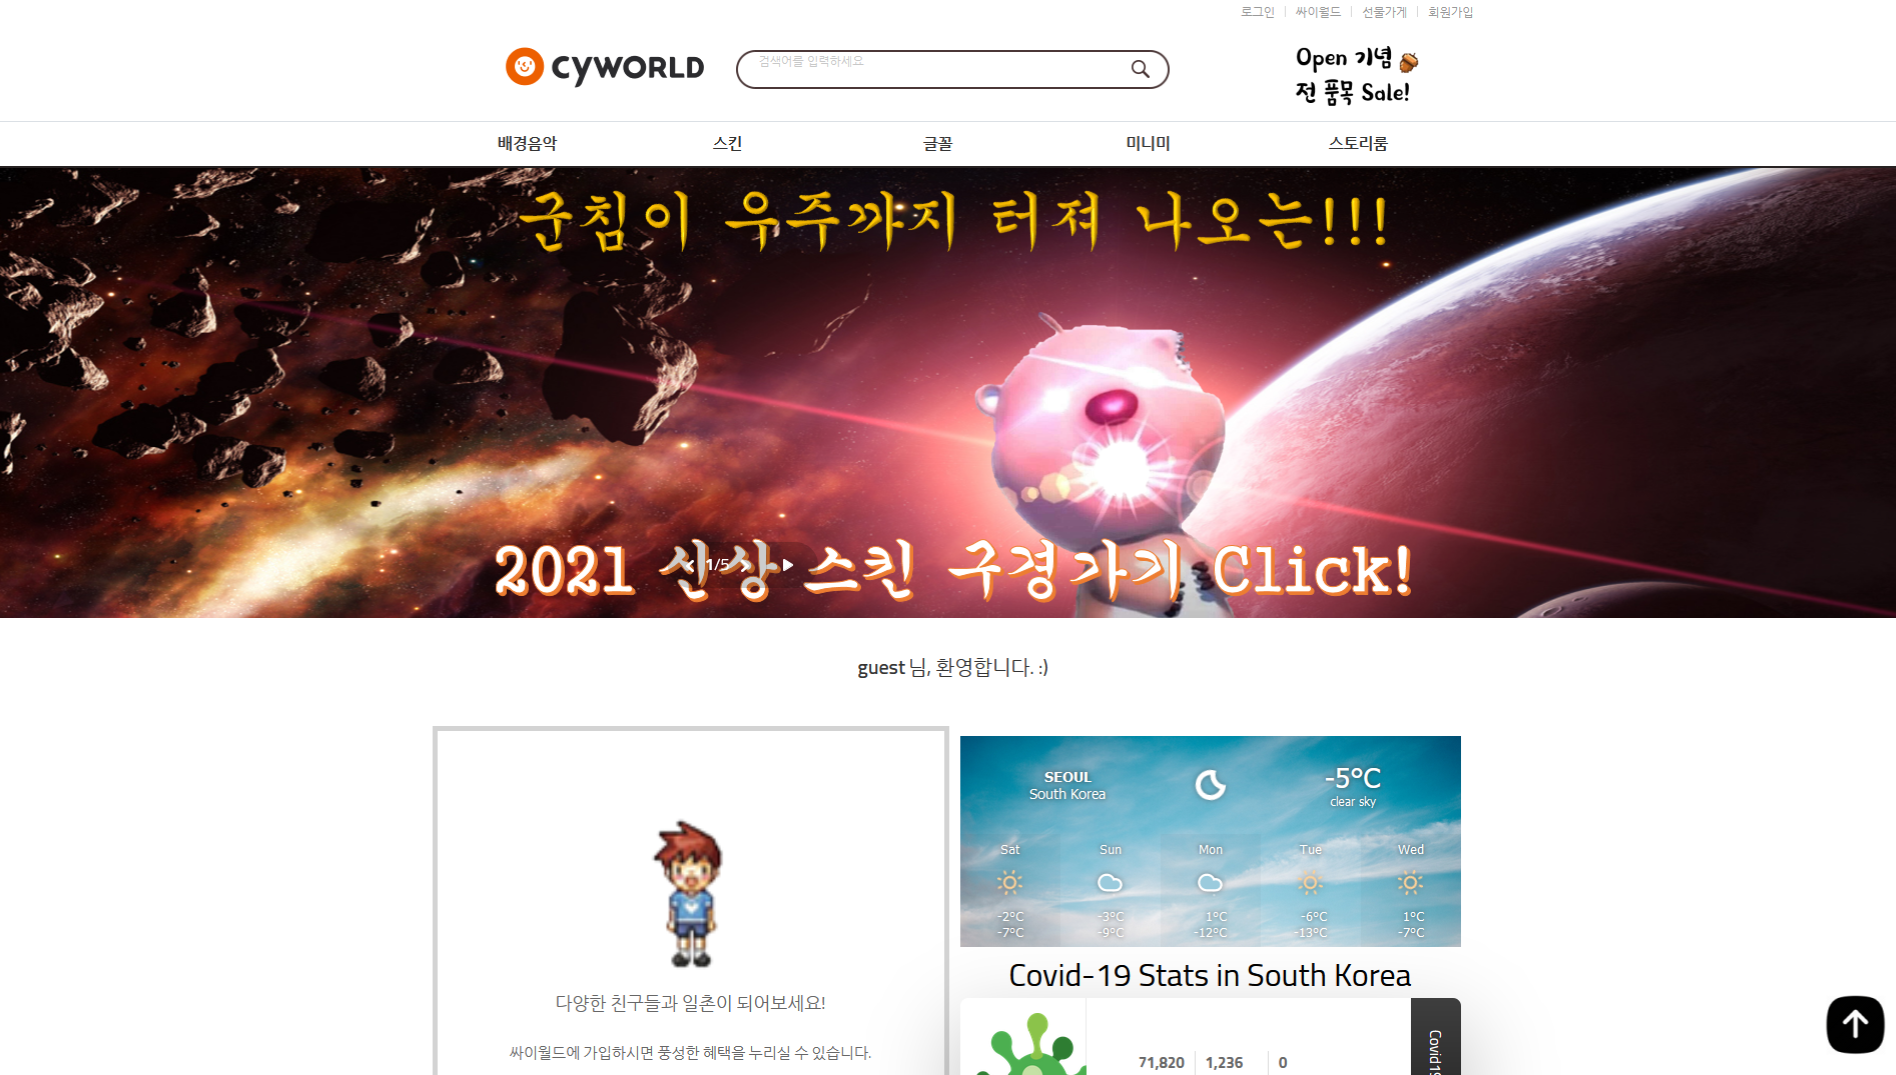 로그인 싸이월드 선물가게 회원가입
CYWORLD
검색어를 입력하세요
Open 기념
전 품목 Sale!
배경음악 스킨 글꼴 미니미 스토리룸
군침이 우주까지 터져 나오는!!!
2021 신상 스킨 구경가기 Click!
1/5
guest 님, 환영합니다. :)
다양한 친구들과 일촌이 되어보세요!
싸이월드에 가입하시면 풍성한 혜택을 누리실 수 있습니다.
SEOUL
South Korea
-5°C
clear sky
Sat Sun Mon Tue Wed
-2°C -3°C 1°C -6°C 1°C
-7°C -9°C -12°C -13°C -7°C
Covid-19 Stats in South Korea
71,820 1,236 0
Covid19